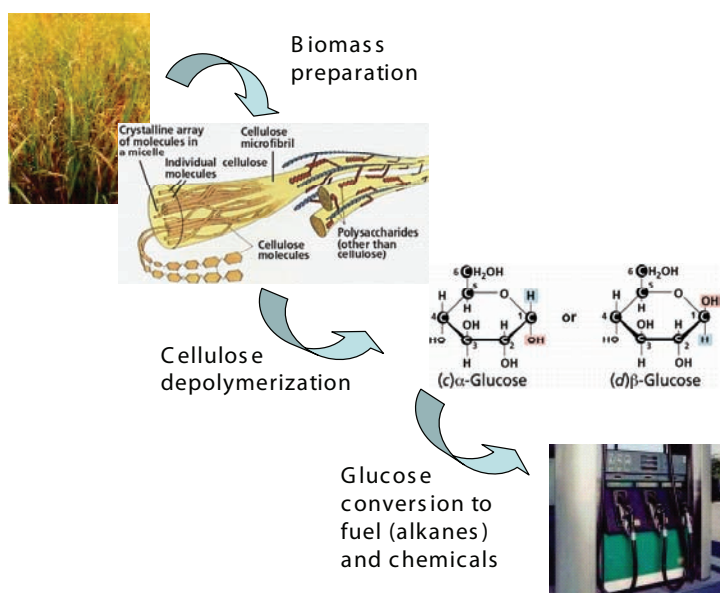 Biomass
preparation
Crystalline array
of molecules in
a micelle
Individual cellulose
molecules
Cellulose
microfibril
Cellulose
molecules
Polysaccharides
(other than
cellulose)
Cellulose
depolymerization
6 CH₂OH
C 5 O
H H H
4 C H C 1
HO OH H OH
C 3 C 2
H OH
(c)α-Glucose
or
6 CH₂OH
C 5 O OH
H H
4 C H C 1
HO OH H H
C 3 C 2
H OH
(d)β-Glucose
Glucose
conversion to
fuel (alkanes)
and chemicals